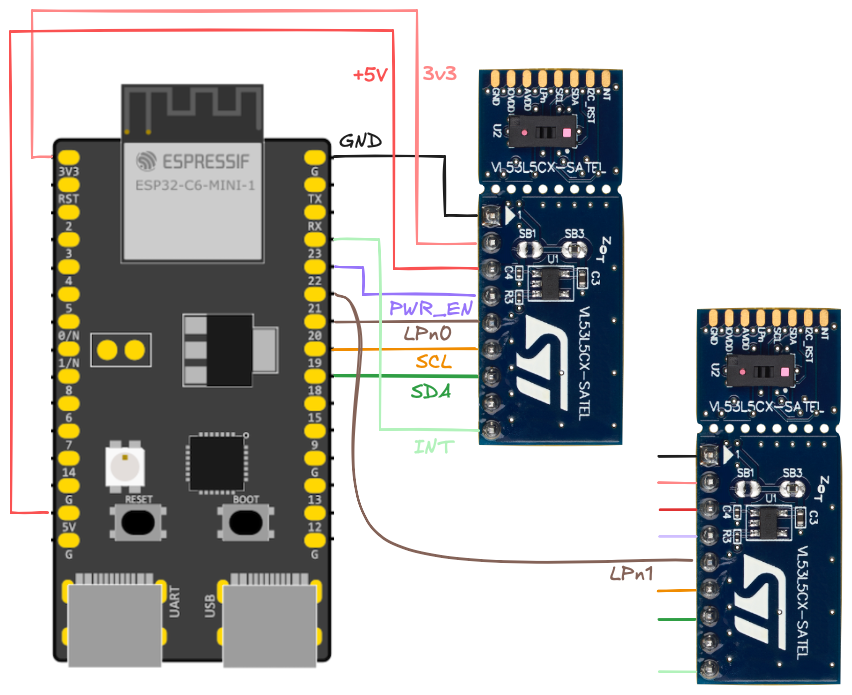 +5V
3v3
GND
PWR_EN
LPn0
SCL
SDA
INT
LPn1
ESPRESSIF
ESP32-C6-MINI-1
3V3
RST
2
3
4
5
0/N
1/N
8
6
7
14
G
5V
G
G
TX
RX
23
22
21
20
19
18
15
9
G
13
12
G
RESET
BOOT
UART
USB
GND
IOVDD
AVDD
LPn
SCL
SDA
I2C_RST
INT
U2
VL53L5CX-SATEL
1
SB1
SB3
ZOT
U1
C4
C3
R3
ST
VL53L5CX-SATEL
GND
IOVDD
AVDD
LPn
SCL
SDA
I2C_RST
INT
U2
VL53L5CX-SATEL
1
SB1
SB3
ZOT
U1
C4
C3
R3
ST
VL53L5CX-SATEL